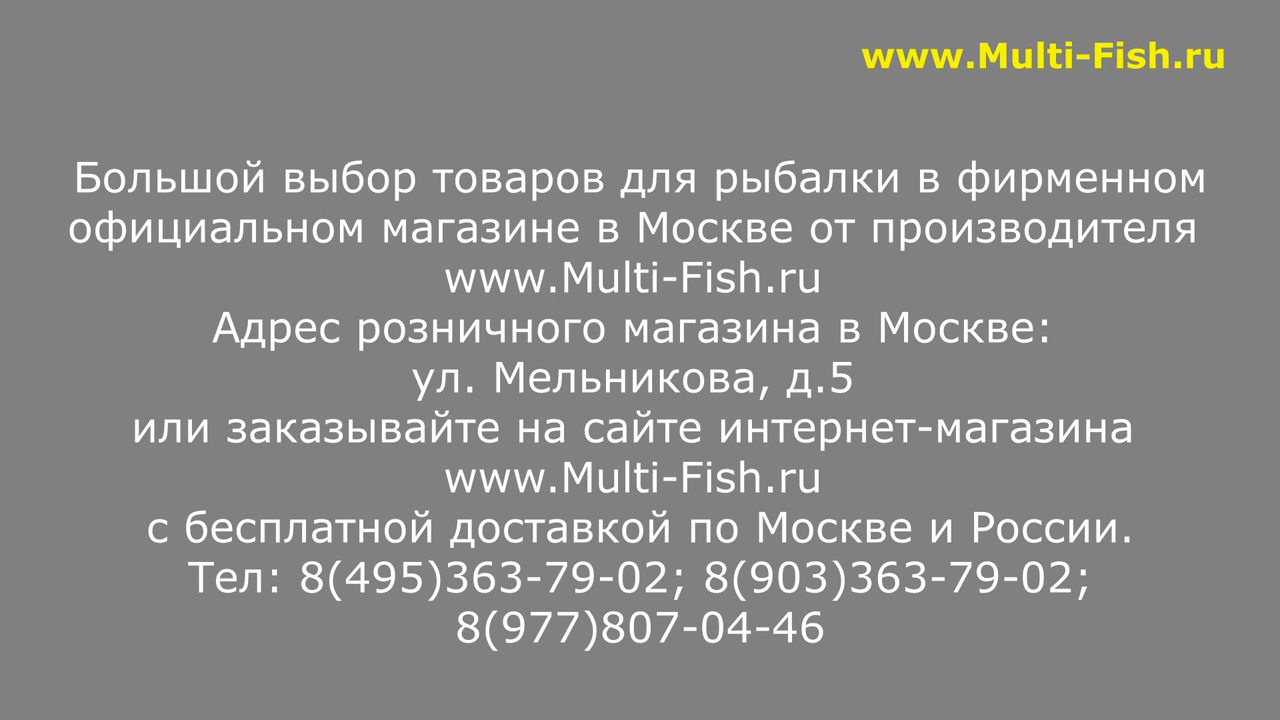 www.Multi-Fish.ru
Большой выбор товаров для рыбалки в фирменном
официальном магазине в Москве от производителя
www.Multi-Fish.ru
Адрес розничного магазина в Москве:
ул. Мельникова, д.5
или заказывайте на сайте интернет-магазина
www.Multi-Fish.ru
с бесплатной доставкой по Москве и России.
Тел: 8(495)363-79-02; 8(903)363-79-02;
8(977)807-04-46